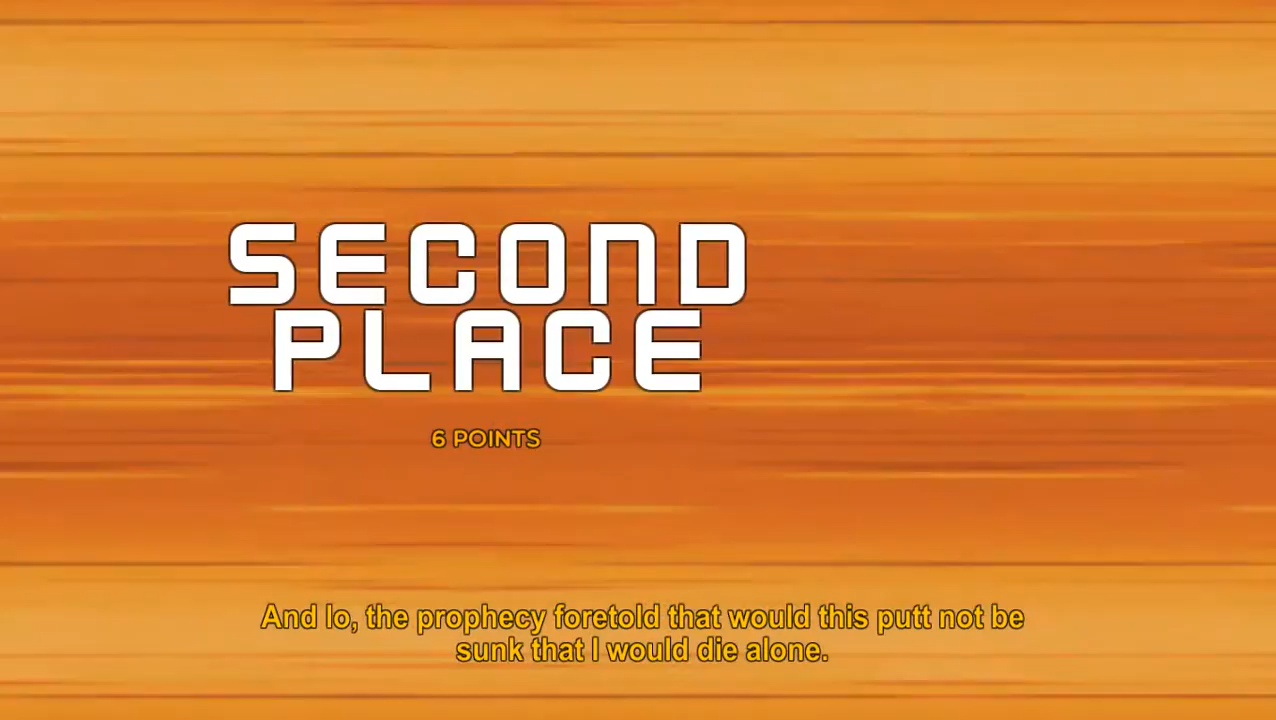 SECOND
PLACE
6 POINTS
And lo, the prophecy foretold that would this putt not be
sunk that I would die alone.